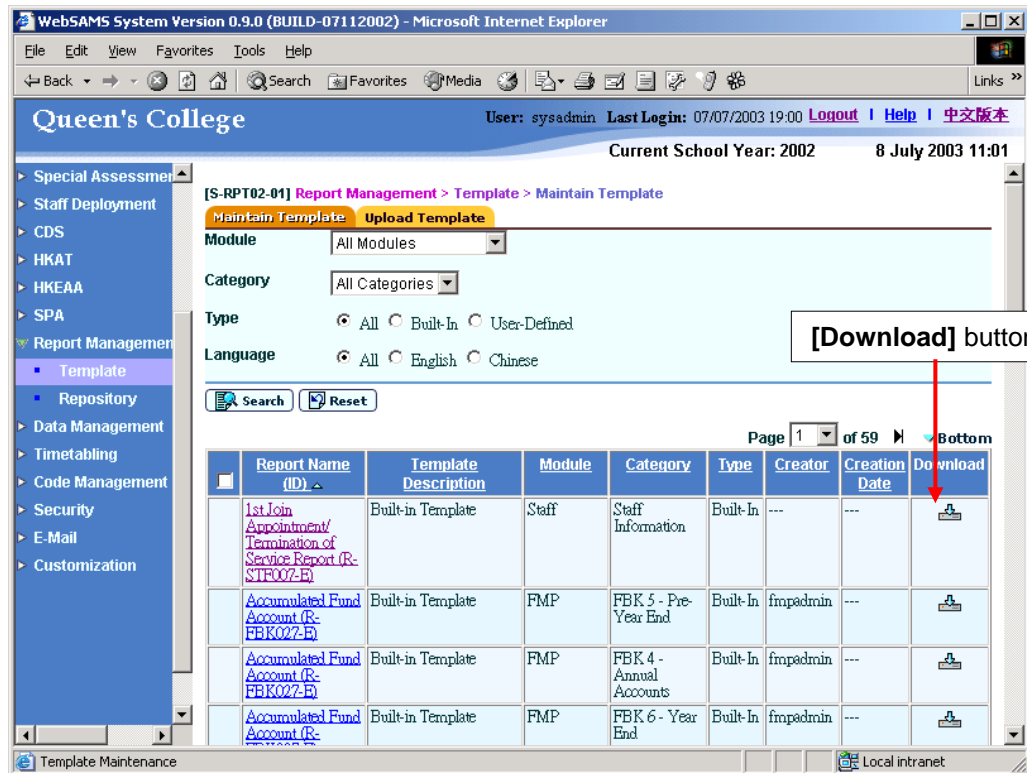 WebSAMS System Version 0.9.0 (BUILD-07112002) - Microsoft Internet Explorer
File Edit View Favorites Tools Help
Back Search Favorites Media Links »
Queen's College
User: sysadmin Last Login: 07/07/2003 19:00 Logout | Help | 中文版本
Current School Year: 2002 8 July 2003 11:01
Special Assessmen
Staff Deployment
CDS
HKAT
HKEAA
SPA
Report Managemen
Template
Repository
Data Management
Timetabling
Code Management
Security
E-Mail
Customization
[S-RPT02-01] Report Management > Template > Maintain Template
Maintain Template Upload Template
Module All Modules
Category All Categories
Type All Built-In User-Defined
Language All English Chinese
[Download] button
Search Reset
Page 1 of 59 Bottom
Report Name (ID) Template Description Module Category Type Creator Creation Date Download
1st Join Appointment/ Termination of Service Report (R-STF007-E) Built-in Template Staff Staff Information Built-In --- ---
Accumulated Fund Account (R-FBK027-E) Built-in Template FMP FBK 5 - Pre-Year End Built-In fmpadmin ---
Accumulated Fund Account (R-FBK027-E) Built-in Template FMP FBK 4 - Annual Accounts Built-In fmpadmin ---
Accumulated Fund Account (R- Built-in Template FMP FBK 6 - Year End Built-In fmpadmin ---
Template Maintenance Local intranet